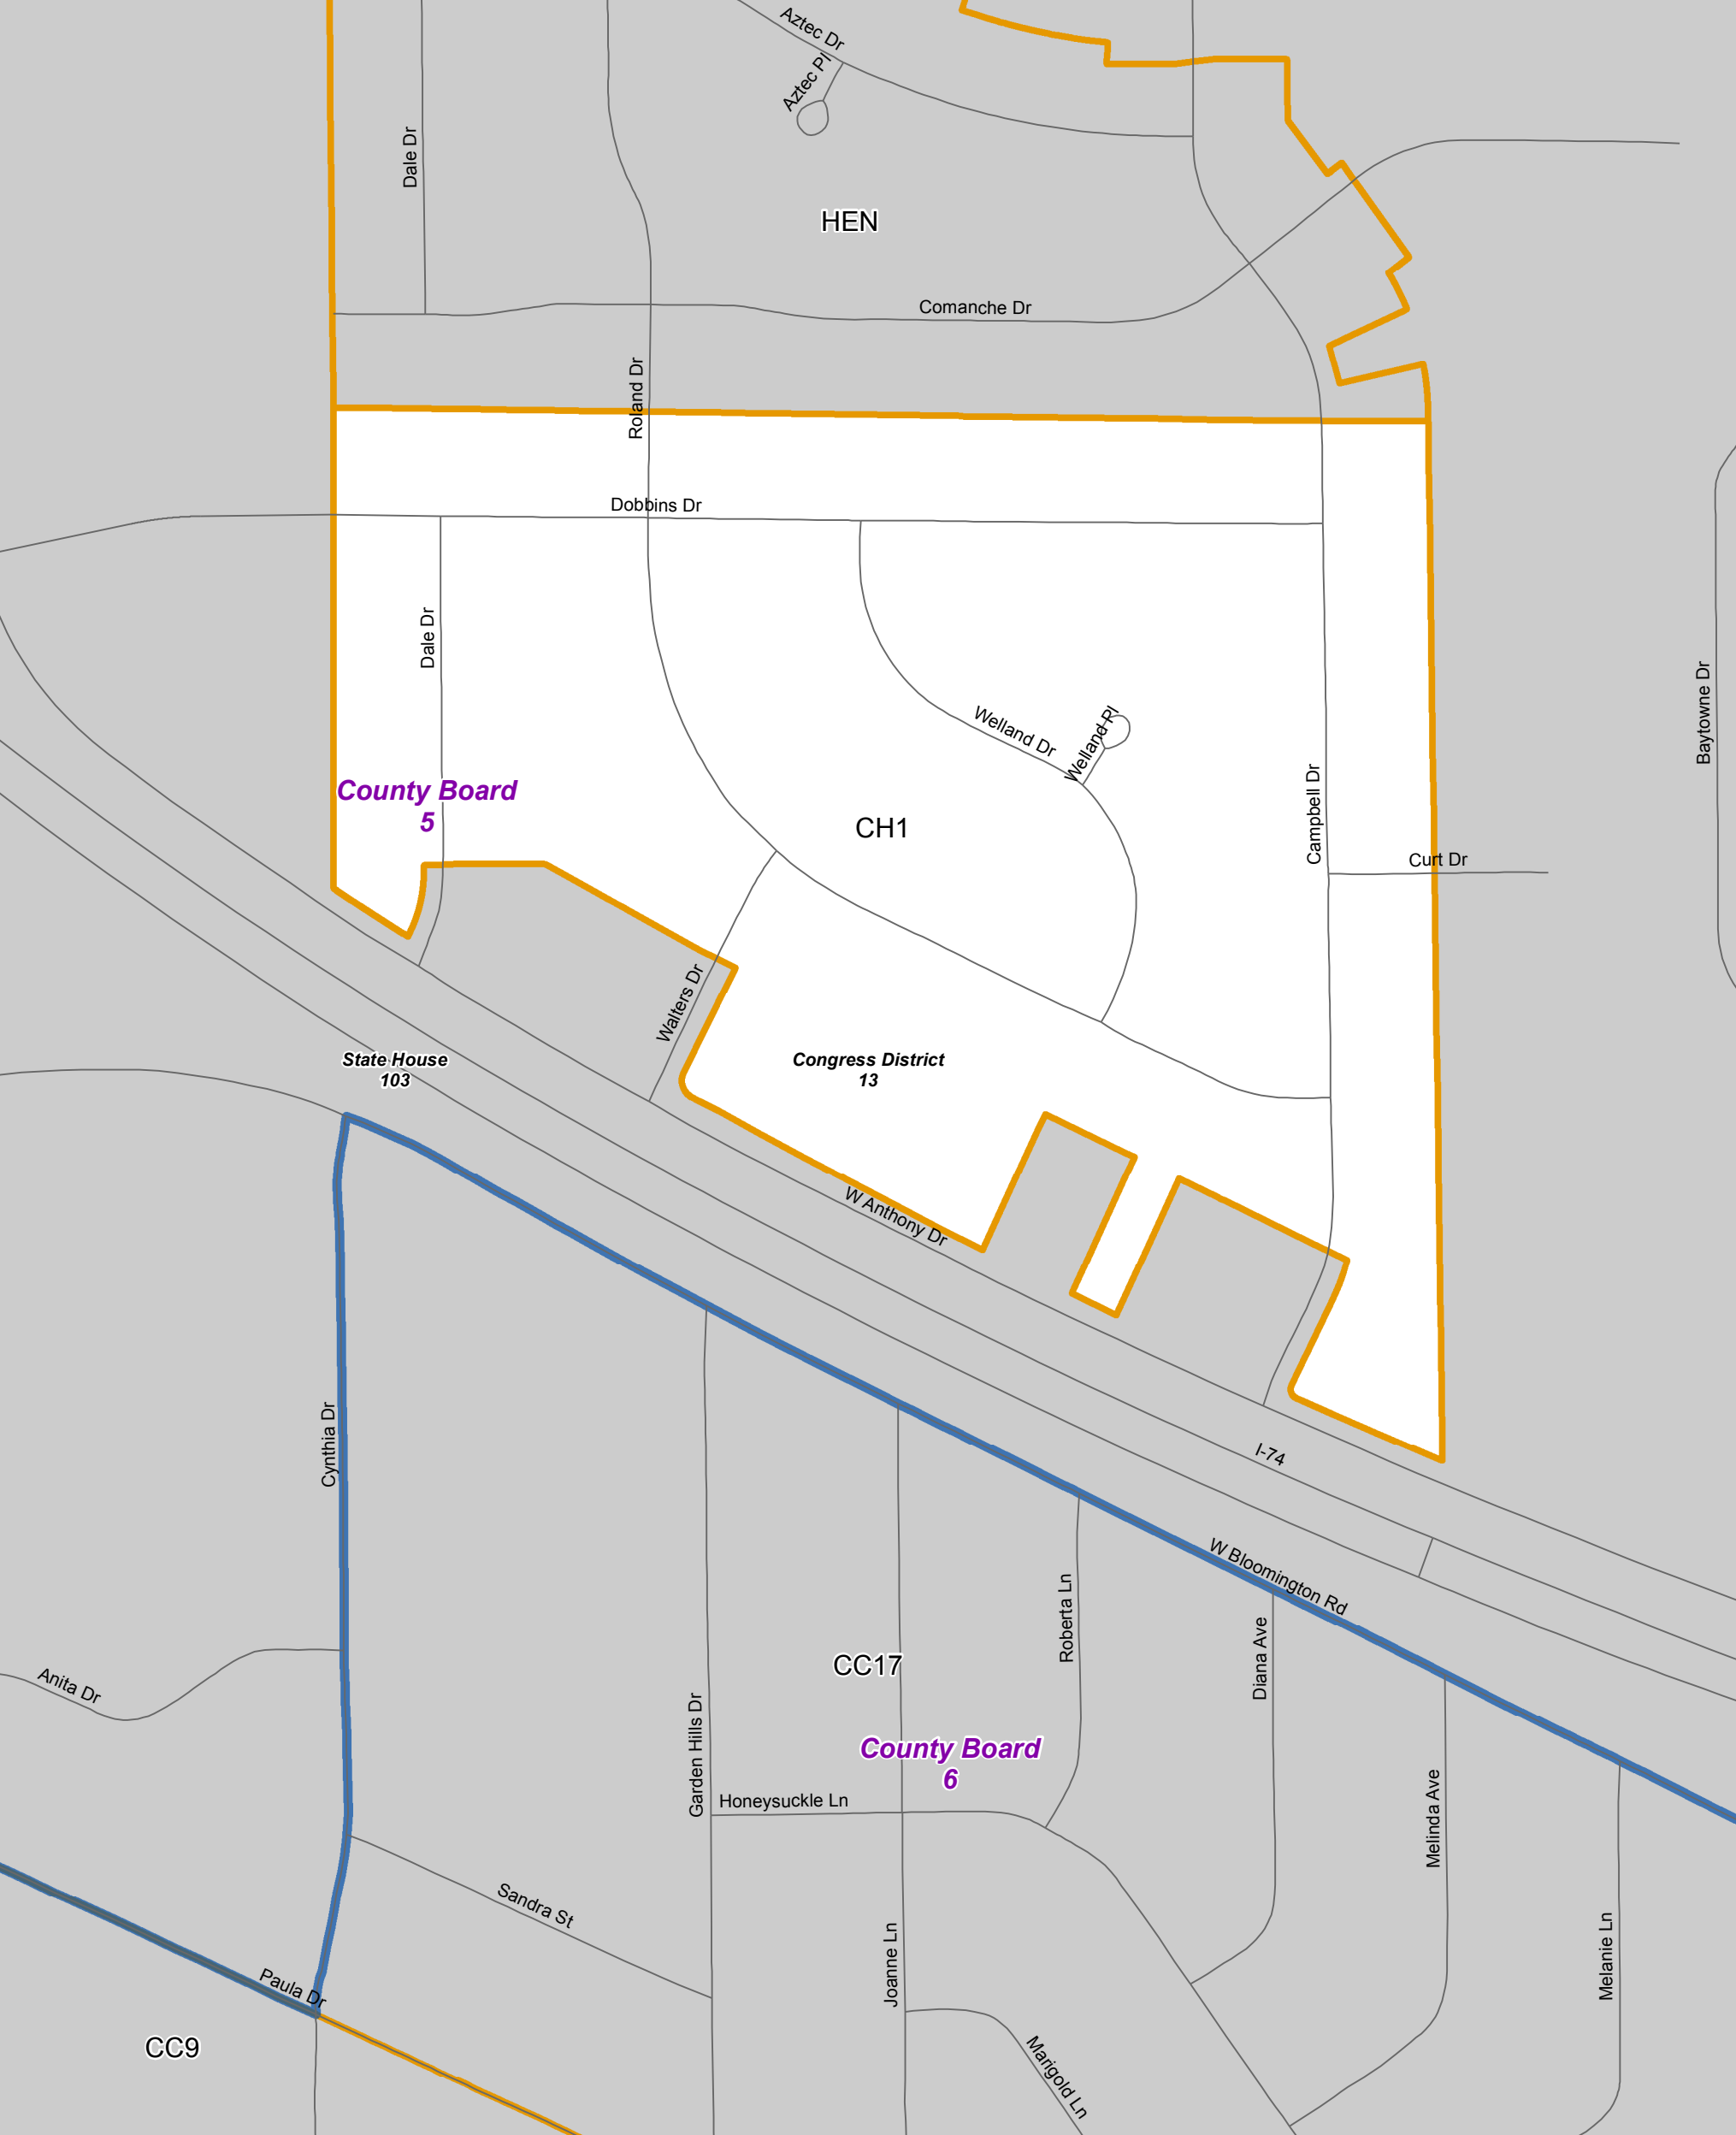 Aztec Dr
Aztec Pl
Dale Dr
HEN
Comanche Dr
Roland Dr
Dobbins Dr
Dale Dr
Welland Dr
Welland Pl
Baytowne Dr
County Board
5
CH1
Campbell Dr
Curt Dr
Walters Dr
State House
103
Congress District
13
W Anthony Dr
Cynthia Dr
I-74
W Bloomington Rd
Roberta Ln
Diana Ave
CC17
Anita Dr
Garden Hills Dr
County Board
6
Honeysuckle Ln
Melinda Ave
Sandra St
Joanne Ln
Melanie Ln
Paula Dr
CC9
Marigold Ln